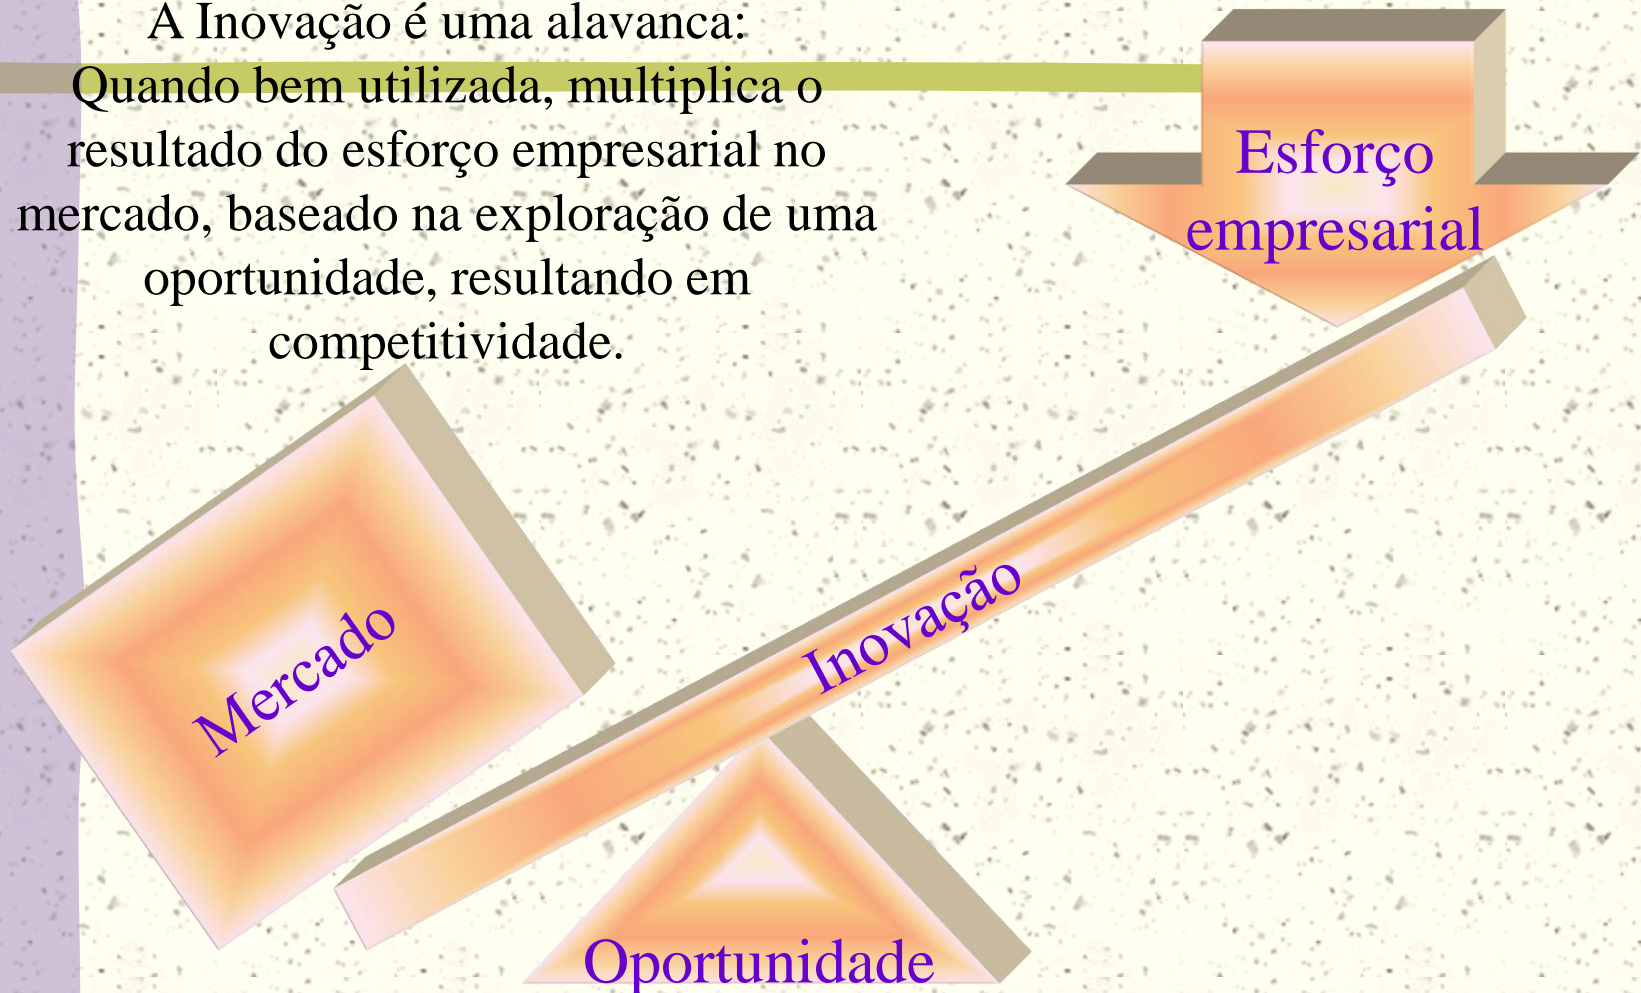 A Inovação é uma alavanca:
Quando bem utilizada, multiplica o
resultado do esforço empresarial no
mercado, baseado na exploração de uma
oportunidade, resultando em
competitividade.
Esforço
empresarial
Mercado
Inovação
Oportunidade